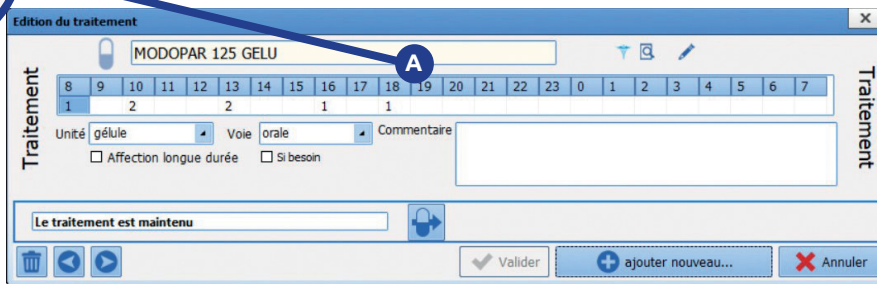 Edition du traitement
MODOPAR 125 GELU
A
Traitement
8 9 10 11 12 13 14 15 16 17 18 19 20 21 22 23 0 1 2 3 4 5 6 7
1 2 2 1 1
Unité gélule Voie orale Commentaire
Affection longue durée Si besoin
Traitement
Le traitement est maintenu
Valider ajouter nouveau... Annuler